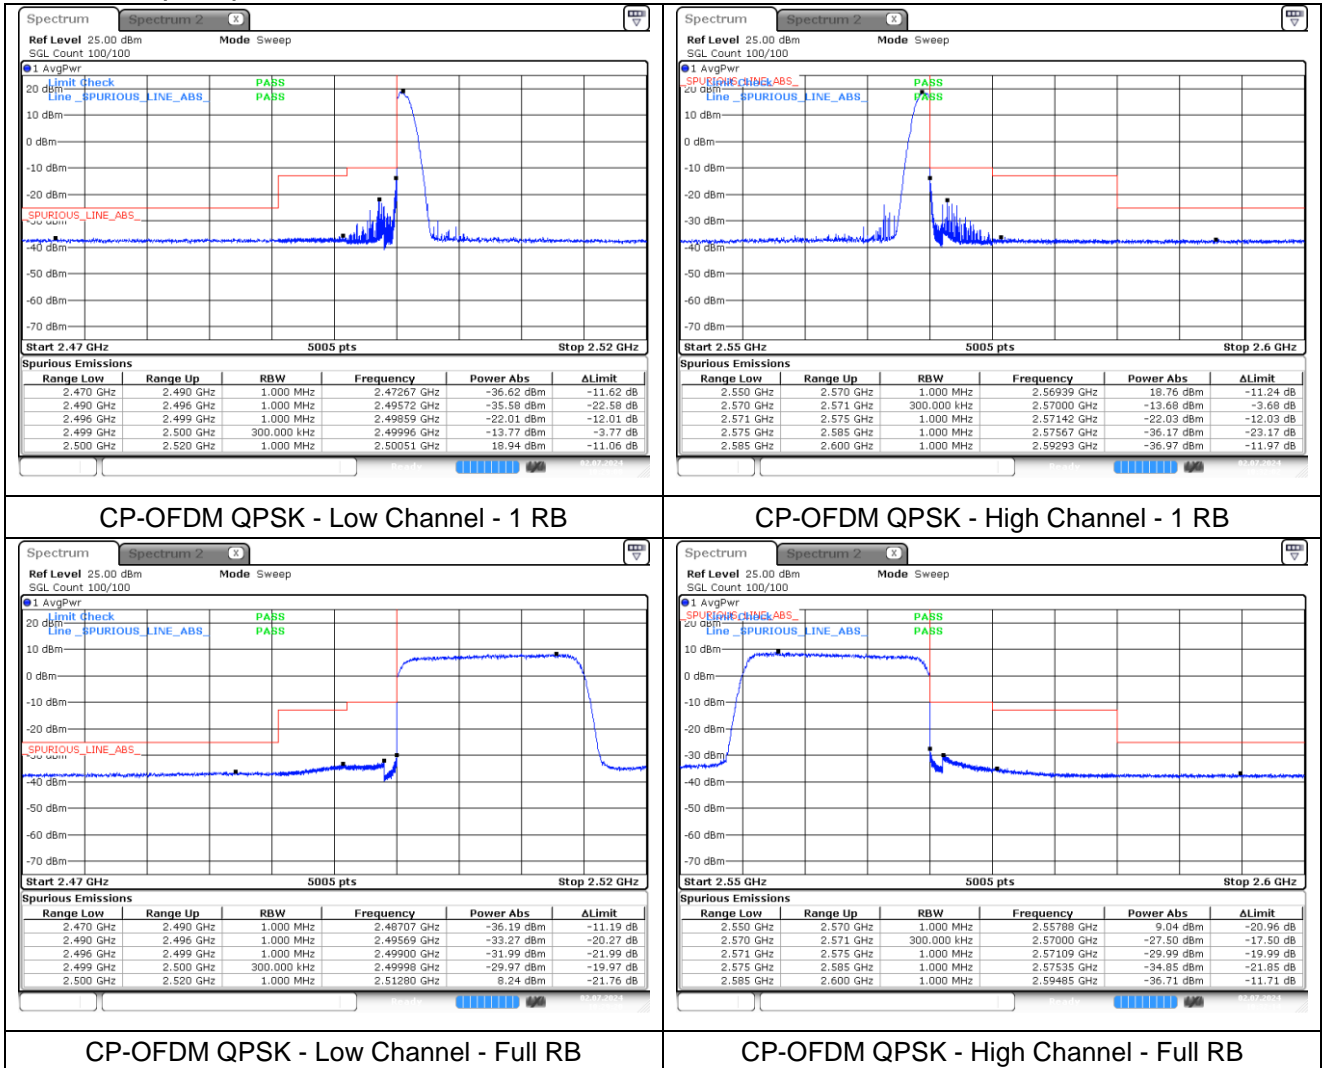 Spectrum Spectrum 2 X
Ref Level 25.00 dBm Mode Sweep
SGL Count 100/100
1 AvgPwr
Limit Check PASS
Line _SPURIOUS_LINE_ABS_ PASS
20 dBm
10 dBm
0 dBm
-10 dBm
-20 dBm
_SPURIOUS_LINE_ABS_
-30 dBm
-40 dBm
-50 dBm
-60 dBm
-70 dBm
Start 2.47 GHz 5005 pts Stop 2.52 GHz
Spurious Emissions
Range Low Range Up RBW Frequency Power Abs ΔLimit
2.470 GHz 2.490 GHz 1.000 MHz 2.47267 GHz -36.62 dBm -11.62 dB
2.490 GHz 2.496 GHz 1.000 MHz 2.49572 GHz -35.58 dBm -22.58 dB
2.496 GHz 2.499 GHz 1.000 MHz 2.49859 GHz -22.01 dBm -12.01 dB
2.499 GHz 2.500 GHz 300.000 kHz 2.49996 GHz -13.77 dBm -3.77 dB
2.500 GHz 2.520 GHz 1.000 MHz 2.50051 GHz 18.94 dBm -11.06 dB
02.07.2024
CP-OFDM QPSK - Low Channel - 1 RB
Spectrum Spectrum 2 X
Ref Level 25.00 dBm Mode Sweep
SGL Count 100/100
1 AvgPwr
_SPURIOUS_LINE_ABS_
Limit Check PASS
20 dBm
Line _SPURIOUS_LINE_ABS_ PASS
10 dBm
0 dBm
-10 dBm
-20 dBm
-30 dBm
-40 dBm
-50 dBm
-60 dBm
-70 dBm
Start 2.55 GHz 5005 pts Stop 2.6 GHz
Spurious Emissions
Range Low Range Up RBW Frequency Power Abs ΔLimit
2.550 GHz 2.570 GHz 1.000 MHz 2.56939 GHz 18.76 dBm -11.24 dB
2.570 GHz 2.571 GHz 300.000 kHz 2.57000 GHz -13.68 dBm -3.68 dB
2.571 GHz 2.575 GHz 1.000 MHz 2.57142 GHz -22.03 dBm -12.03 dB
2.575 GHz 2.585 GHz 1.000 MHz 2.57567 GHz -36.17 dBm -23.17 dB
2.585 GHz 2.600 GHz 1.000 MHz 2.59293 GHz -36.97 dBm -11.97 dB
02.07.2024
CP-OFDM QPSK - High Channel - 1 RB
Spectrum Spectrum 2 X
Ref Level 25.00 dBm Mode Sweep
SGL Count 100/100
1 AvgPwr
Limit Check PASS
20 dBm
Line _SPURIOUS_LINE_ABS_ PASS
10 dBm
0 dBm
-10 dBm
-20 dBm
_SPURIOUS_LINE_ABS_
-30 dBm
-40 dBm
-50 dBm
-60 dBm
-70 dBm
Start 2.47 GHz 5005 pts Stop 2.52 GHz
Spurious Emissions
Range Low Range Up RBW Frequency Power Abs ΔLimit
2.470 GHz 2.490 GHz 1.000 MHz 2.48707 GHz -36.19 dBm -11.19 dB
2.490 GHz 2.496 GHz 1.000 MHz 2.49569 GHz -33.27 dBm -20.27 dB
2.496 GHz 2.499 GHz 1.000 MHz 2.49900 GHz -31.99 dBm -21.99 dB
2.499 GHz 2.500 GHz 300.000 kHz 2.49998 GHz -29.97 dBm -19.97 dB
2.500 GHz 2.520 GHz 1.000 MHz 2.51280 GHz 8.24 dBm -21.76 dB
02.07.2024
CP-OFDM QPSK - Low Channel - Full RB
Spectrum Spectrum 2 X
Ref Level 25.00 dBm Mode Sweep
SGL Count 100/100
1 AvgPwr
_SPURIOUS_LINE_ABS_
Limit Check PASS
20 dBm
Line _SPURIOUS_LINE_ABS_ PASS
10 dBm
0 dBm
-10 dBm
-20 dBm
-30 dBm
-40 dBm
-50 dBm
-60 dBm
-70 dBm
Start 2.55 GHz 5005 pts Stop 2.6 GHz
Spurious Emissions
Range Low Range Up RBW Frequency Power Abs ΔLimit
2.550 GHz 2.570 GHz 1.000 MHz 2.55788 GHz 9.04 dBm -20.96 dB
2.570 GHz 2.571 GHz 300.000 kHz 2.57000 GHz -27.50 dBm -17.50 dB
2.571 GHz 2.575 GHz 1.000 MHz 2.57109 GHz -29.99 dBm -19.99 dB
2.575 GHz 2.585 GHz 1.000 MHz 2.57535 GHz -34.85 dBm -21.85 dB
2.585 GHz 2.600 GHz 1.000 MHz 2.59485 GHz -36.71 dBm -11.71 dB
02.07.2024
CP-OFDM QPSK - High Channel - Full RB